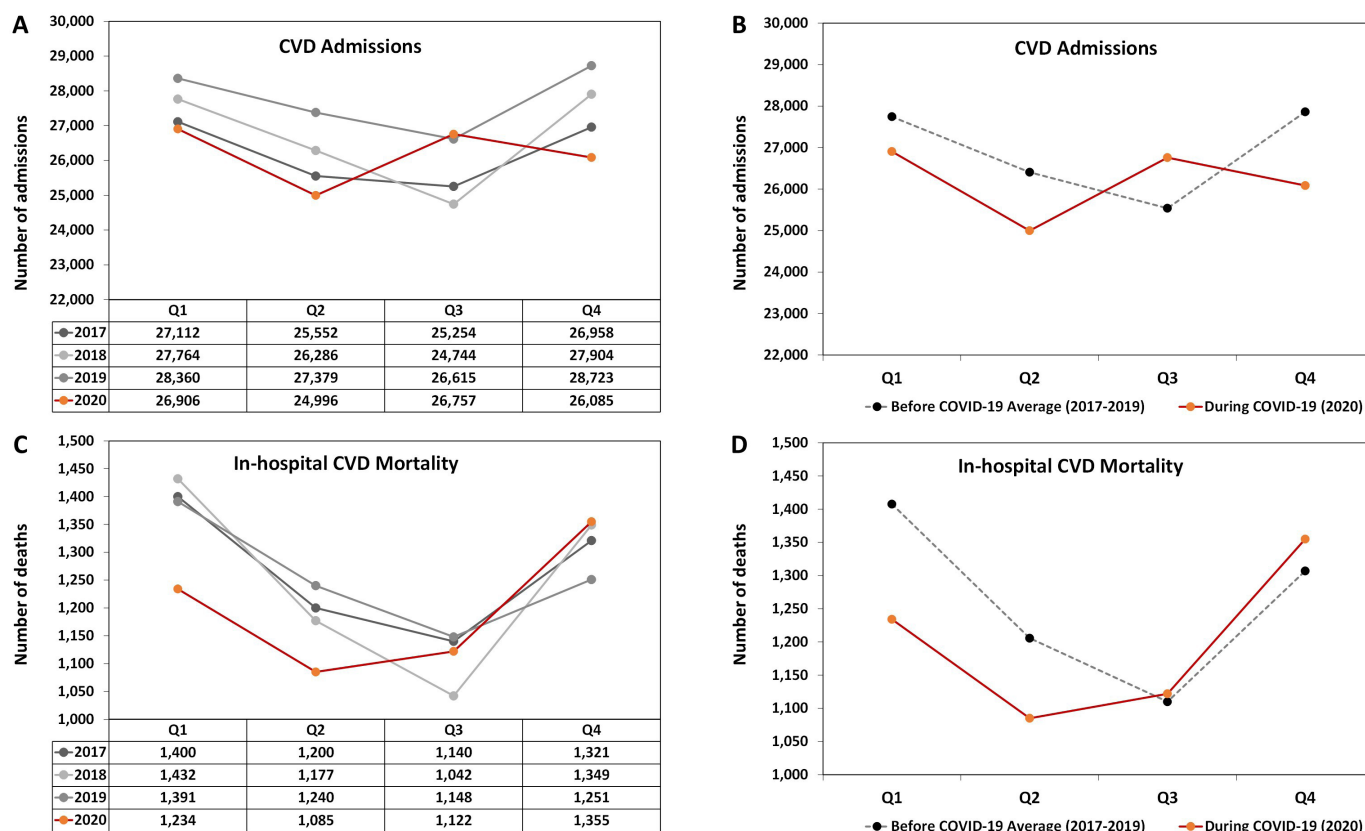 A
CVD Admissions
Number of admissions
30,000
29,000
28,000
27,000
26,000
25,000
24,000
23,000
22,000
Q1 Q2 Q3 Q4
2017 27,112 25,552 25,254 26,958
2018 27,764 26,286 24,744 27,904
2019 28,360 27,379 26,615 28,723
2020 26,906 24,996 26,757 26,085
B
CVD Admissions
Number of admissions
30,000
29,000
28,000
27,000
26,000
25,000
24,000
23,000
22,000
Q1 Q2 Q3 Q4
Before COVID-19 Average (2017-2019) During COVID-19 (2020)
C
In-hospital CVD Mortality
Number of deaths
1,500
1,450
1,400
1,350
1,300
1,250
1,200
1,150
1,100
1,050
1,000
Q1 Q2 Q3 Q4
2017 1,400 1,200 1,140 1,321
2018 1,432 1,177 1,042 1,349
2019 1,391 1,240 1,148 1,251
2020 1,234 1,085 1,122 1,355
D
In-hospital CVD Mortality
Number of deaths
1,500
1,450
1,400
1,350
1,300
1,250
1,200
1,150
1,100
1,050
1,000
Q1 Q2 Q3 Q4
Before COVID-19 Average (2017-2019) During COVID-19 (2020)